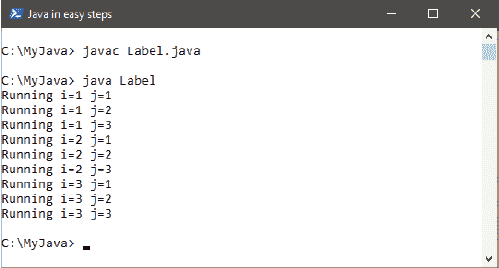 Java in easy steps
C:\MyJava> javac Label.java
C:\MyJava> java Label
Running i=1 j=1
Running i=1 j=2
Running i=1 j=3
Running i=2 j=1
Running i=2 j=2
Running i=2 j=3
Running i=3 j=1
Running i=3 j=2
Running i=3 j=3
C:\MyJava>